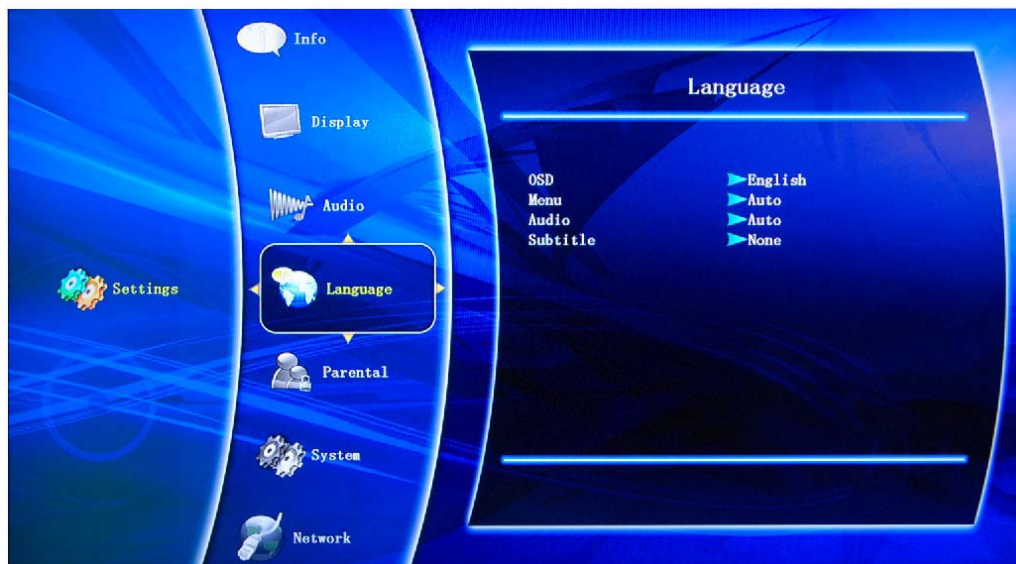 Settings
Info
Display
Audio
Language
Parental
System
Network
Language
OSD English
Menu Auto
Audio Auto
Subtitle None